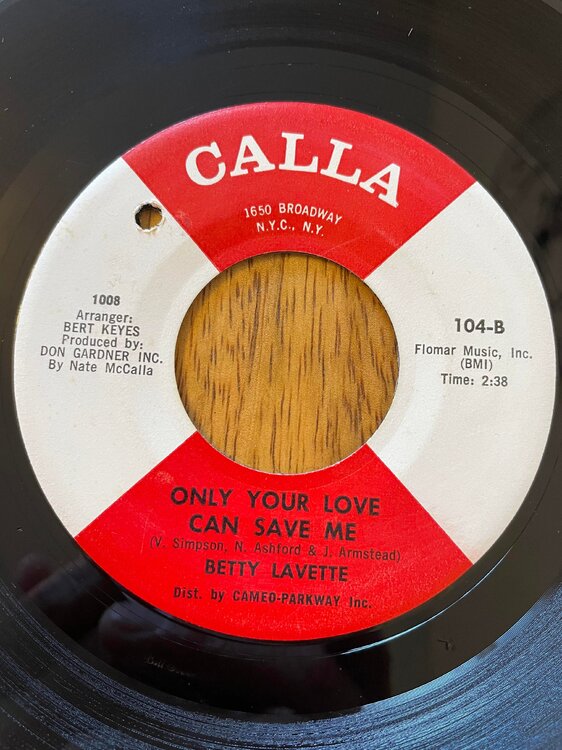 CALLA
1650 BROADWAY
N.Y.C., N.Y.
1008
Arranger:
BERT KEYES
Produced by:
DON GARDNER INC.
By Nate McCalla
104-B
Flomar Music, Inc.
(BMI)
Time: 2:38
ONLY YOUR LOVE
CAN SAVE ME
(V. Simpson, N. Ashford & J. Armstead)
BETTY LAVETTE
Dist. by CAMEO-PARKWAY Inc.